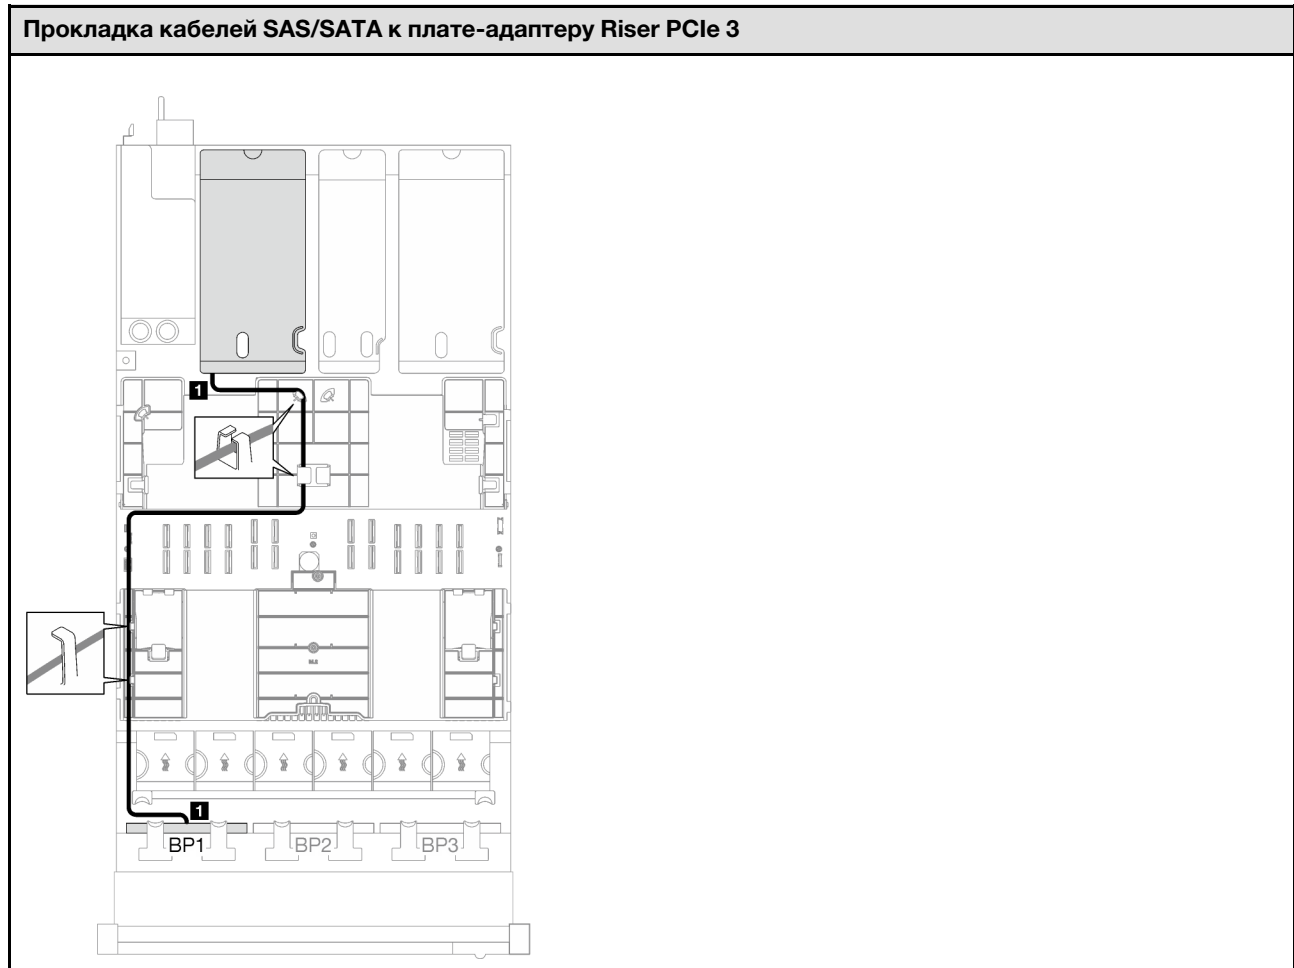 Прокладка кабелей SAS/SATA к плате-адаптеру Riser PCIe 3
1
1
BP1
BP2
BP3